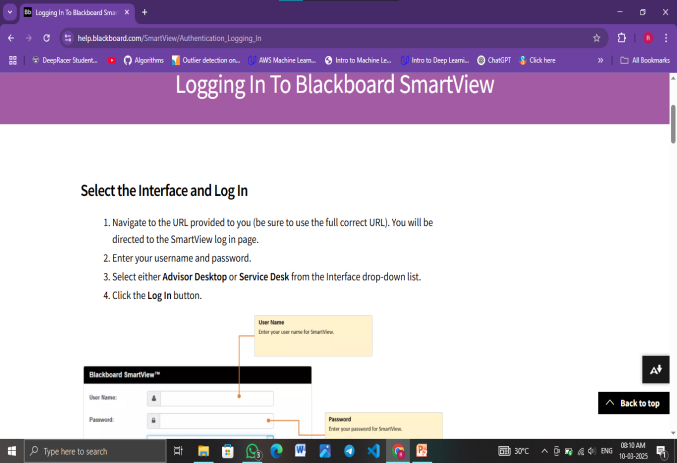 Logging In To Blackboard Smar
help.blackboard.com/SmartView/Authentication_Logging_In
DeepRacer Student...
Algorithms
Outlier detection on...
AWS Machine Learn...
Intro to Machine Le...
Intro to Deep Learni...
ChatGPT
Click here
»
All Bookmarks
Logging In To Blackboard SmartView
Select the Interface and Log In
1. Navigate to the URL provided to you (be sure to use the full correct URL). You will be
directed to the SmartView log in page.
2. Enter your username and password.
3. Select either Advisor Desktop or Service Desk from the Interface drop-down list.
4. Click the Log In button.
User Name
Enter your user name for SmartView.
Blackboard SmartView™
User Name:
Password:
Password
Enter your password for SmartView.
Back to top
Type here to search
30°C
ENG
08:10 AM
10-03-2025